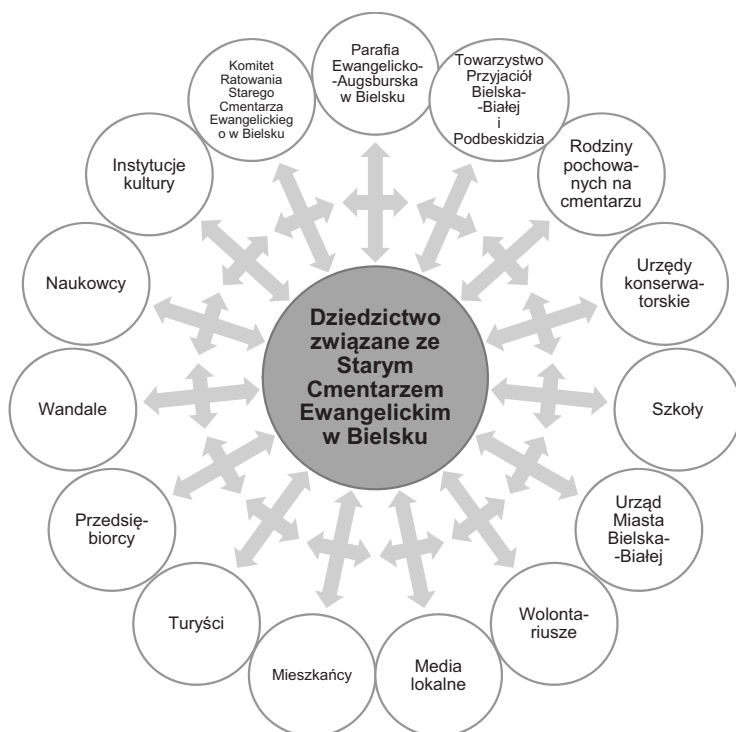 Parafia
Ewangelicko-
-Augsburska
w Bielsku
Towarzystwo
Przyjaciół
Bielska-
-Białej
i
Podbeskidzia
Rodziny
pochowa-
nych na
cmentarzu
Urzędy
konserwa-
torskie
Szkoły
Urząd
Miasta
Bielska-
-Białej
Wolonta-
riusze
Media
lokalne
Mieszkańcy
Turyści
Przedsię-
biorcy
Wandale
Naukowcy
Instytucje
kultury
Komitet
Ratowania
Starego
Cmentarza
Ewangelickieg
o w Bielsku
Dziedzictwo
związane ze
Starym
Cmentarzem
Ewangelickim
w Bielsku